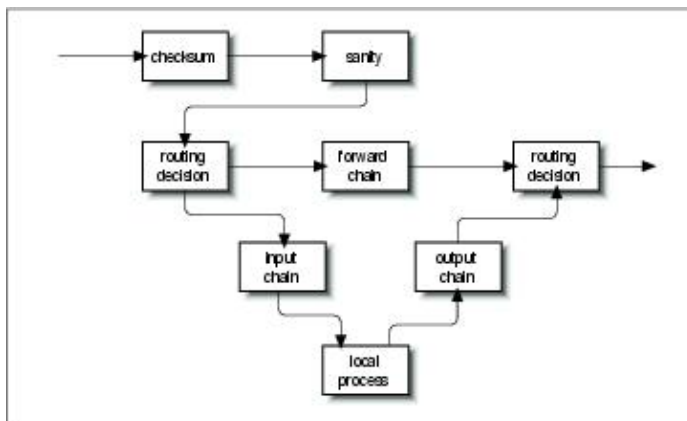 checksum
sanity
routing
decision
forward
chain
routing
decision
input
chain
output
chain
local
process